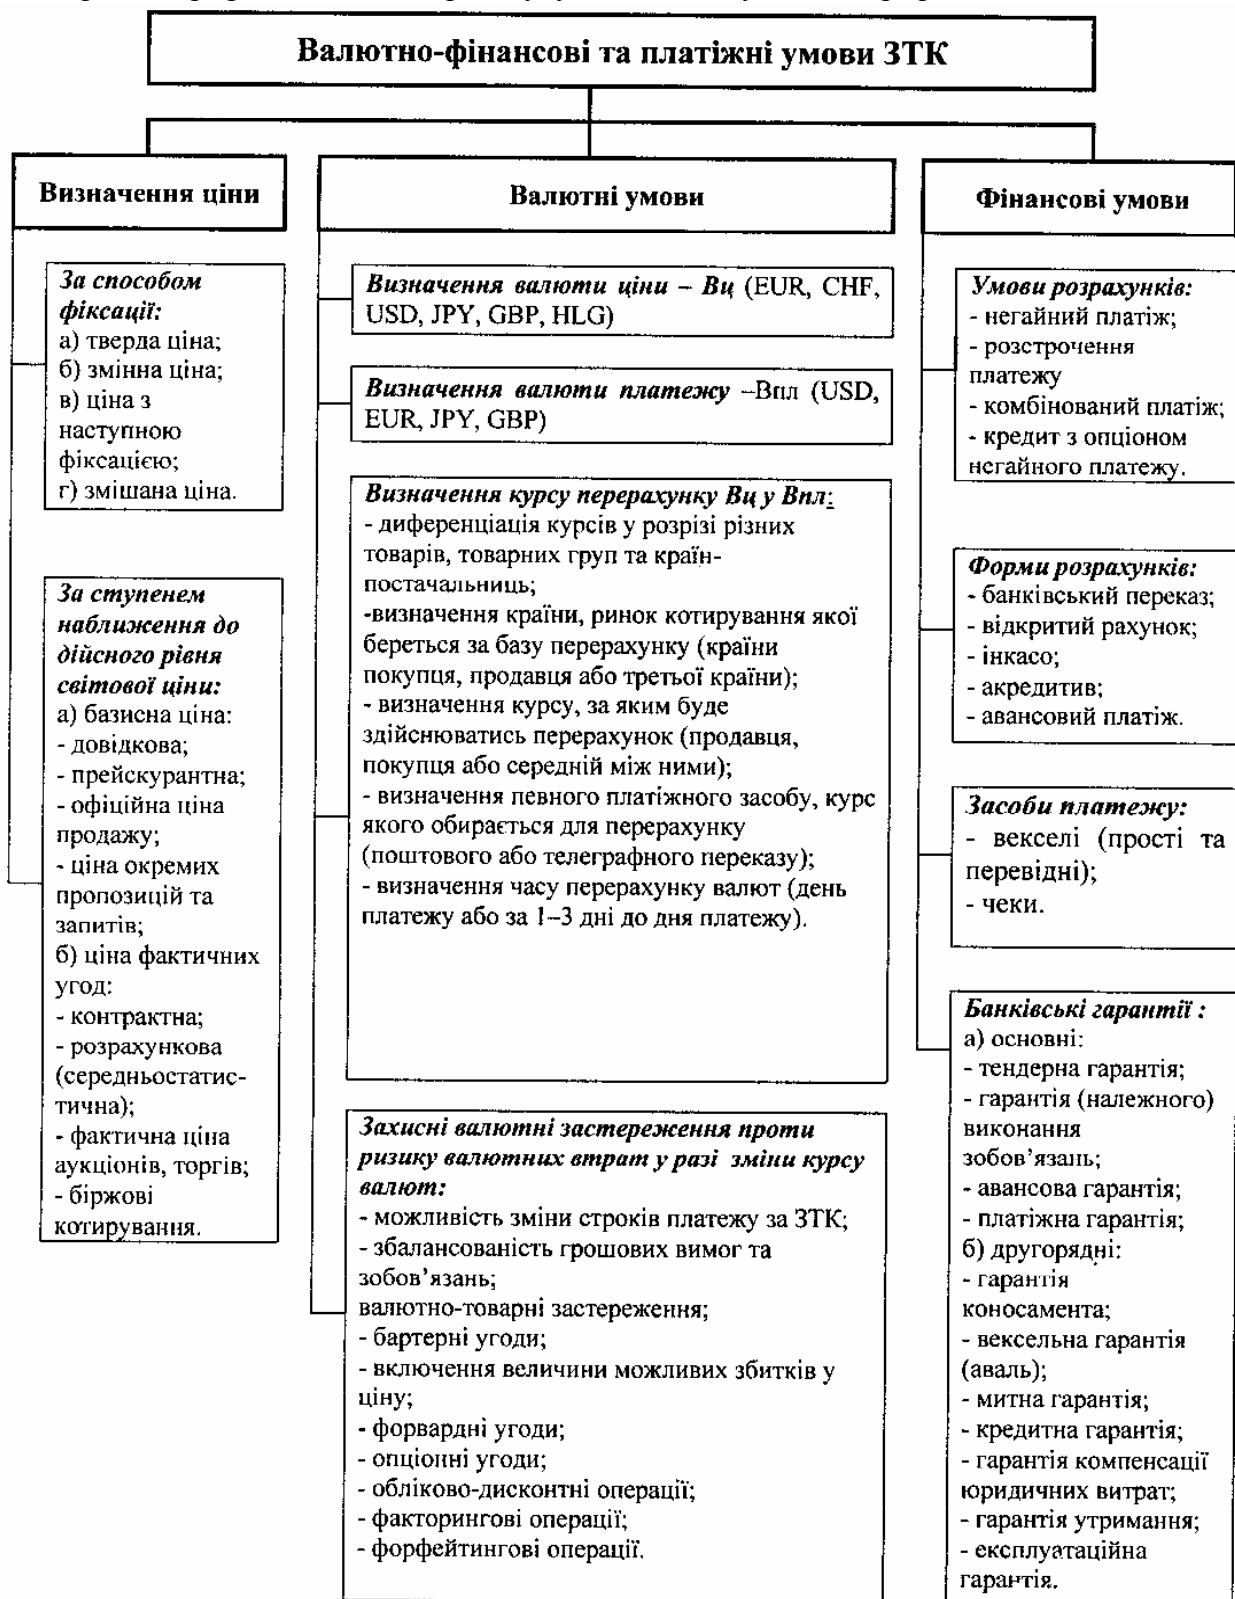 Валютно-фінансові та платіжні умови ЗТК
Визначення ціни
За способом
фіксації:
а) тверда ціна;
б) змінна ціна;
в) ціна з
наступною
фіксацією;
г) змішана ціна.
За ступенем
наближення до
дійсного рівня
світової ціни:
а) базисна ціна:
- довідкова;
- прейскурантна;
- офіційна ціна
продажу;
- ціна окремих
пропозицій та
запитів;
б) ціна фактичних
угод:
- контрактна;
- розрахункова
(середньостатис-
тична);
- фактична ціна
аукціонів, торгів;
- біржові
котирування.
Валютні умови
Визначення валюти ціни – Вц (EUR, CHF,
USD, JPY, GBP, HLG)
Визначення валюти платежу –Впл (USD,
EUR, JPY, GBP)
Визначення курсу перерахунку Вц у Впл:
- диференціація курсів у розрізі різних
товарів, товарних груп та країн-
постачальниць;
-визначення країни, ринок котирування якої
береться за базу перерахунку (країни
покупця, продавця або третьої країни);
- визначення курсу, за яким буде
здійснюватись перерахунок (продавця,
покупця або середній між ними);
- визначення певного платіжного засобу, курс
якого обирається для перерахунку
(поштового або телеграфного переказу);
- визначення часу перерахунку валют (день
платежу або за 1–3 дні до дня платежу).
Захисні валютні застереження проти
ризику валютних втрат у разі зміни курсу
валют:
- можливість зміни строків платежу за ЗТК;
- збалансованість грошових вимог та
зобов’язань;
валютно-товарні застереження;
- бартерні угоди;
- включення величини можливих збитків у
ціну;
- форвардні угоди;
- опціонні угоди;
- обліково-дисконтні операції;
- факторингові операції;
- форфейтингові операції.
Фінансові умови
Умови розрахунків:
- негайний платіж;
- розстрочення
платежу
- комбінований платіж;
- кредит з опціоном
негайного платежу.
Форми розрахунків:
- банківський переказ;
- відкритий рахунок;
- інкасо;
- акредитив;
- авансовий платіж.
Засоби платежу:
- векселі (прості та
перевідні);
- чеки.
Банківські гарантії :
а) основні:
- тендерна гарантія;
- гарантія (належного)
виконання
зобов’язань;
- авансова гарантія;
- платіжна гарантія;
б) другорядні:
- гарантія
коносамента;
- вексельна гарантія
(аваль);
- митна гарантія;
- кредитна гарантія;
- гарантія компенсації
юридичних витрат;
- гарантія утримання;
- експлуатаційна
гарантія.